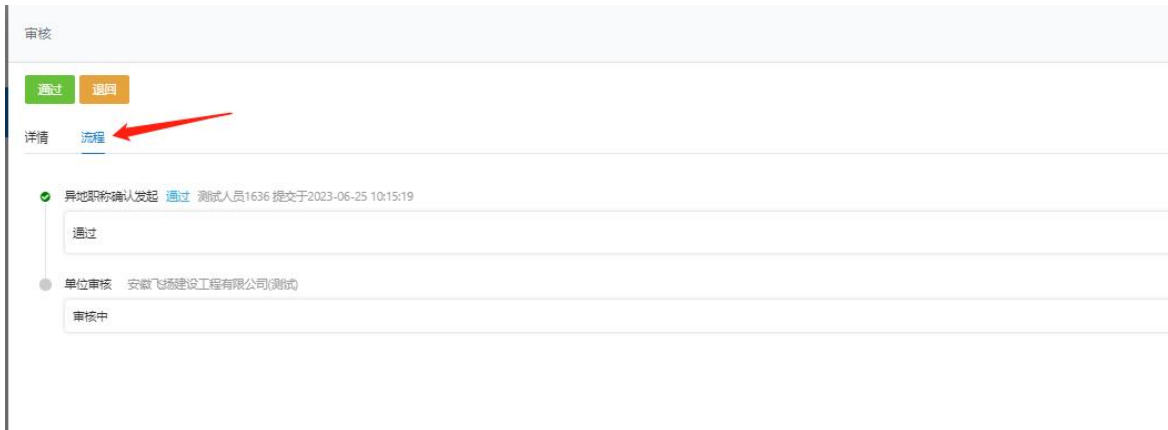 审核
通过 退回
详情 流程
异地职称确认发起 通过 测试人员1636 提交于2023-06-25 10:15:19
通过
单位审核 安徽飞扬建设工程有限公司(测试)
审核中